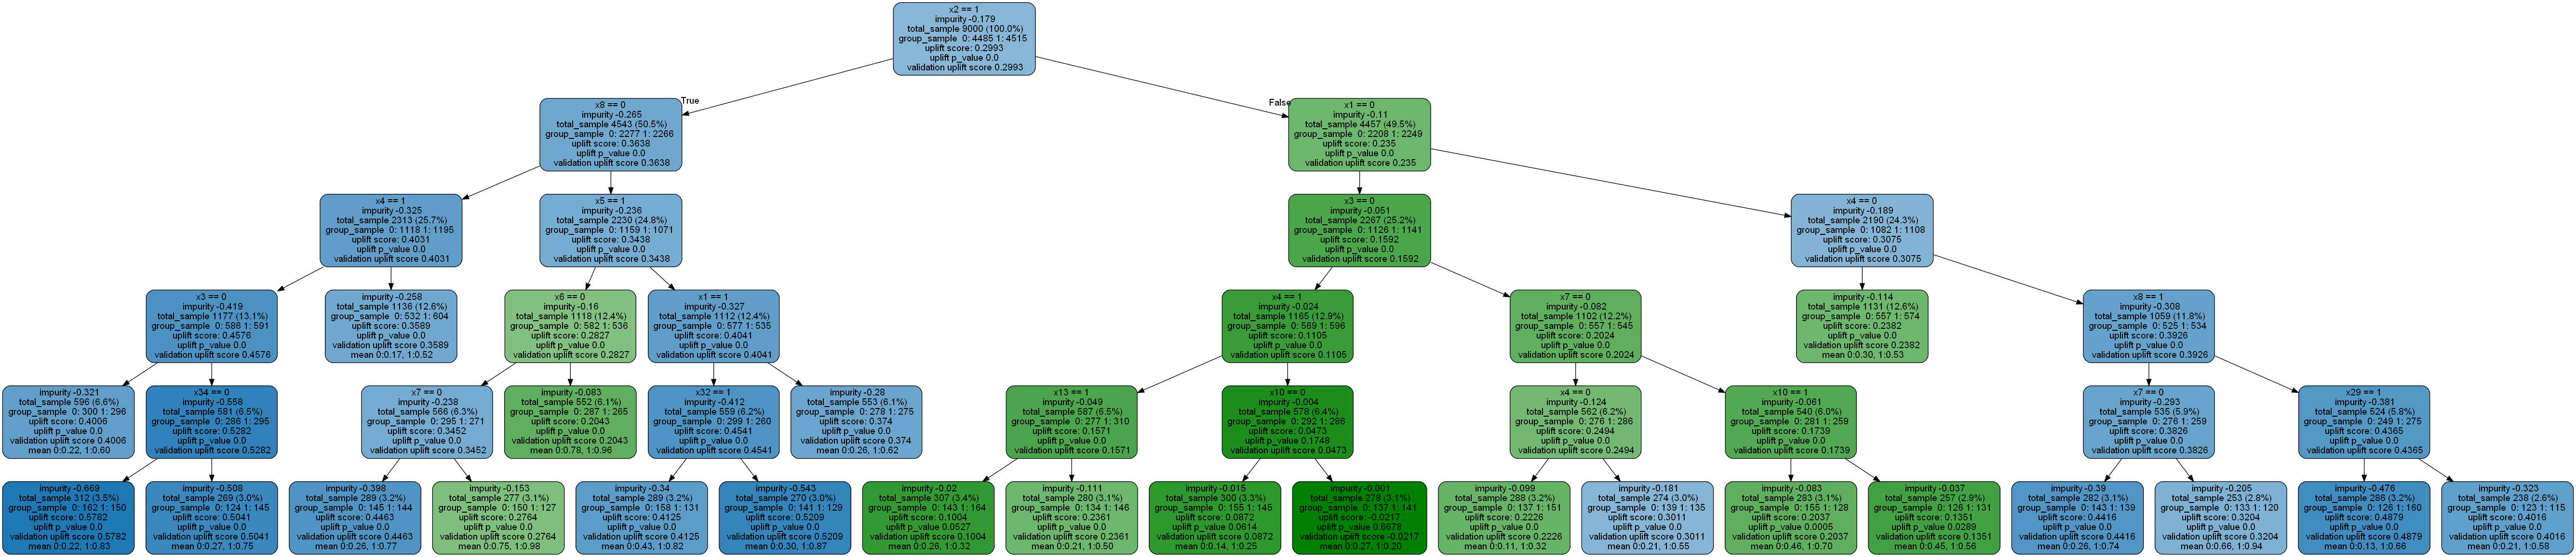 x2 == 1
impurity -0.179
total_sample 9000 (100.0%)
group_sample 0: 4485 1: 4515
uplift score: 0.2993
uplift p_value 0.0
validation uplift score 0.2993
True
False
x8 == 0
impurity -0.265
total_sample 4543 (50.5%)
group_sample 0: 2277 1: 2266
uplift score: 0.3638
uplift p_value 0.0
validation uplift score 0.3638
x1 == 0
impurity -0.11
total_sample 4457 (49.5%)
group_sample 0: 2208 1: 2249
uplift score: 0.235
uplift p_value 0.0
validation uplift score 0.235
x4 == 1
impurity -0.325
total_sample 2313 (25.7%)
group_sample 0: 1118 1: 1195
uplift score: 0.4031
uplift p_value 0.0
validation uplift score 0.4031
x5 == 1
impurity -0.236
total_sample 2230 (24.8%)
group_sample 0: 1159 1: 1071
uplift score: 0.3438
uplift p_value 0.0
validation uplift score 0.3438
x3 == 0
impurity -0.051
total_sample 2267 (25.2%)
group_sample 0: 1126 1: 1141
uplift score: 0.1592
uplift p_value 0.0
validation uplift score 0.1592
x4 == 0
impurity -0.189
total_sample 2190 (24.3%)
group_sample 0: 1082 1: 1108
uplift score: 0.3075
uplift p_value 0.0
validation uplift score 0.3075
x3 == 0
impurity -0.419
total_sample 1177 (13.1%)
group_sample 0: 586 1: 591
uplift score: 0.4576
uplift p_value 0.0
validation uplift score 0.4576
impurity -0.258
total_sample 1136 (12.6%)
group_sample 0: 532 1: 604
uplift score: 0.3589
uplift p_value 0.0
validation uplift score 0.3589
mean 0:0.17, 1:0.52
x6 == 0
impurity -0.16
total_sample 1118 (12.4%)
group_sample 0: 582 1: 536
uplift score: 0.2827
uplift p_value 0.0
validation uplift score 0.2827
x1 == 1
impurity -0.327
total_sample 1112 (12.4%)
group_sample 0: 577 1: 535
uplift score: 0.4041
uplift p_value 0.0
validation uplift score 0.4041
x4 == 1
impurity -0.024
total_sample 1165 (12.9%)
group_sample 0: 569 1: 596
uplift score: 0.1105
uplift p_value 0.0
validation uplift score 0.1105
x7 == 0
impurity -0.082
total_sample 1102 (12.2%)
group_sample 0: 557 1: 545
uplift score: 0.2024
uplift p_value 0.0
validation uplift score 0.2024
impurity -0.114
total_sample 1131 (12.6%)
group_sample 0: 557 1: 574
uplift score: 0.2382
uplift p_value 0.0
validation uplift score 0.2382
mean 0:0.30, 1:0.53
x8 == 1
impurity -0.308
total_sample 1059 (11.8%)
group_sample 0: 525 1: 534
uplift score: 0.3926
uplift p_value 0.0
validation uplift score 0.3926
impurity -0.321
total_sample 596 (6.6%)
group_sample 0: 300 1: 296
uplift score: 0.4006
uplift p_value 0.0
validation uplift score 0.4006
mean 0:0.22, 1:0.60
x34 == 0
impurity -0.558
total_sample 581 (6.5%)
group_sample 0: 286 1: 295
uplift score: 0.5282
uplift p_value 0.0
validation uplift score 0.5282
x7 == 0
impurity -0.238
total_sample 566 (6.3%)
group_sample 0: 295 1: 271
uplift score: 0.3452
uplift p_value 0.0
validation uplift score 0.3452
impurity -0.083
total_sample 552 (6.1%)
group_sample 0: 287 1: 265
uplift score: 0.2043
uplift p_value 0.0
validation uplift score 0.2043
mean 0:0.78, 1:0.96
x32 == 1
impurity -0.412
total_sample 559 (6.2%)
group_sample 0: 299 1: 260
uplift score: 0.4541
uplift p_value 0.0
validation uplift score 0.4541
impurity -0.28
total_sample 553 (6.1%)
group_sample 0: 278 1: 275
uplift score: 0.374
uplift p_value 0.0
validation uplift score 0.374
mean 0:0.26, 1:0.62
x13 == 1
impurity -0.049
total_sample 587 (6.5%)
group_sample 0: 277 1: 310
uplift score: 0.1571
uplift p_value 0.0
validation uplift score 0.1571
x10 == 0
impurity -0.004
total_sample 578 (6.4%)
group_sample 0: 292 1: 286
uplift score: 0.0473
uplift p_value 0.1748
validation uplift score 0.0473
x4 == 0
impurity -0.124
total_sample 562 (6.2%)
group_sample 0: 276 1: 286
uplift score: 0.2494
uplift p_value 0.0
validation uplift score 0.2494
x10 == 1
impurity -0.061
total_sample 540 (6.0%)
group_sample 0: 281 1: 259
uplift score: 0.1739
uplift p_value 0.0
validation uplift score 0.1739
x7 == 0
impurity -0.293
total_sample 535 (5.9%)
group_sample 0: 276 1: 259
uplift score: 0.3826
uplift p_value 0.0
validation uplift score 0.3826
x29 == 1
impurity -0.381
total_sample 524 (5.8%)
group_sample 0: 249 1: 275
uplift score: 0.4365
uplift p_value 0.0
validation uplift score 0.4365
impurity -0.669
total_sample 312 (3.5%)
group_sample 0: 162 1: 150
uplift score: 0.5782
uplift p_value 0.0
validation uplift score 0.5782
mean 0:0.22, 1:0.83
impurity -0.508
total_sample 269 (3.0%)
group_sample 0: 124 1: 145
uplift score: 0.5041
uplift p_value 0.0
validation uplift score 0.5041
mean 0:0.27, 1:0.75
impurity -0.398
total_sample 289 (3.2%)
group_sample 0: 145 1: 144
uplift score: 0.4463
uplift p_value 0.0
validation uplift score 0.4463
mean 0:0.26, 1:0.77
impurity -0.153
total_sample 277 (3.1%)
group_sample 0: 150 1: 127
uplift score: 0.2764
uplift p_value 0.0
validation uplift score 0.2764
mean 0:0.75, 1:0.98
impurity -0.34
total_sample 289 (3.2%)
group_sample 0: 158 1: 131
uplift score: 0.4125
uplift p_value 0.0
validation uplift score 0.4125
mean 0:0.43, 1:0.82
impurity -0.543
total_sample 270 (3.0%)
group_sample 0: 141 1: 129
uplift score: 0.5209
uplift p_value 0.0
validation uplift score 0.5209
mean 0:0.30, 1:0.87
impurity -0.02
total_sample 307 (3.4%)
group_sample 0: 143 1: 164
uplift score: 0.1004
uplift p_value 0.0527
validation uplift score 0.1004
mean 0:0.26, 1:0.32
impurity -0.111
total_sample 280 (3.1%)
group_sample 0: 134 1: 146
uplift score: 0.2361
uplift p_value 0.0
validation uplift score 0.2361
mean 0:0.21, 1:0.50
impurity -0.015
total_sample 300 (3.3%)
group_sample 0: 155 1: 145
uplift score: 0.0872
uplift p_value 0.0614
validation uplift score 0.0872
mean 0:0.14, 1:0.25
impurity -0.001
total_sample 278 (3.1%)
group_sample 0: 137 1: 141
uplift score: -0.0217
uplift p_value 0.6678
validation uplift score -0.0217
mean 0:0.27, 1:0.20
impurity -0.099
total_sample 288 (3.2%)
group_sample 0: 137 1: 151
uplift score: 0.2226
uplift p_value 0.0
validation uplift score 0.2226
mean 0:0.11, 1:0.32
impurity -0.181
total_sample 274 (3.0%)
group_sample 0: 139 1: 135
uplift score: 0.3011
uplift p_value 0.0
validation uplift score 0.3011
mean 0:0.21, 1:0.55
impurity -0.083
total_sample 283 (3.1%)
group_sample 0: 155 1: 128
uplift score: 0.2037
uplift p_value 0.0005
validation uplift score 0.2037
mean 0:0.46, 1:0.70
impurity -0.037
total_sample 257 (2.9%)
group_sample 0: 126 1: 131
uplift score: 0.1351
uplift p_value 0.0289
validation uplift score 0.1351
mean 0:0.45, 1:0.56
impurity -0.39
total_sample 282 (3.1%)
group_sample 0: 143 1: 139
uplift score: 0.4416
uplift p_value 0.0
validation uplift score 0.4416
mean 0:0.26, 1:0.74
impurity -0.205
total_sample 253 (2.8%)
group_sample 0: 133 1: 120
uplift score: 0.3204
uplift p_value 0.0
validation uplift score 0.3204
mean 0:0.66, 1:0.94
impurity -0.476
total_sample 286 (3.2%)
group_sample 0: 126 1: 160
uplift score: 0.4879
uplift p_value 0.0
validation uplift score 0.4879
mean 0:0.13, 1:0.66
impurity -0.323
total_sample 238 (2.6%)
group_sample 0: 123 1: 115
uplift score: 0.4016
uplift p_value 0.0
validation uplift score 0.4016
mean 0:0.21, 1:0.58